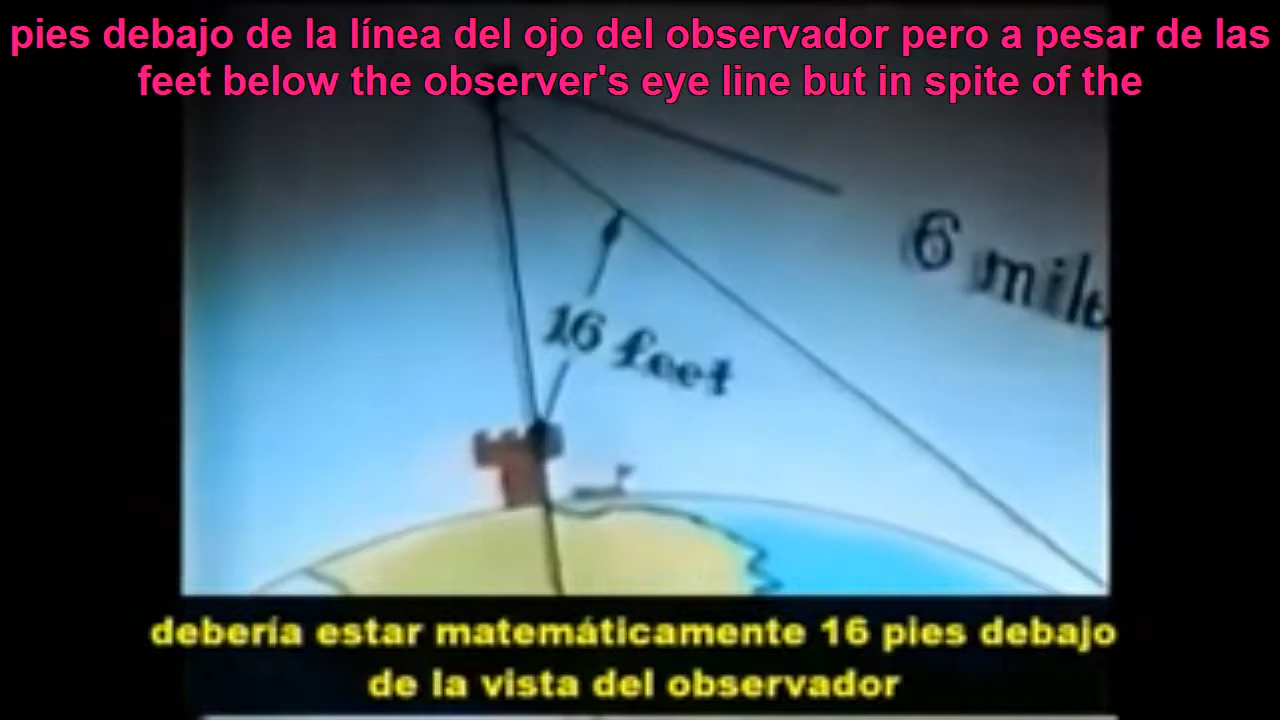 pies debajo de la línea del ojo del observador pero a pesar de las
feet below the observer's eye line but in spite of the
6 mile
16 feet
debería estar matemáticamente 16 pies debajo
de la vista del observador